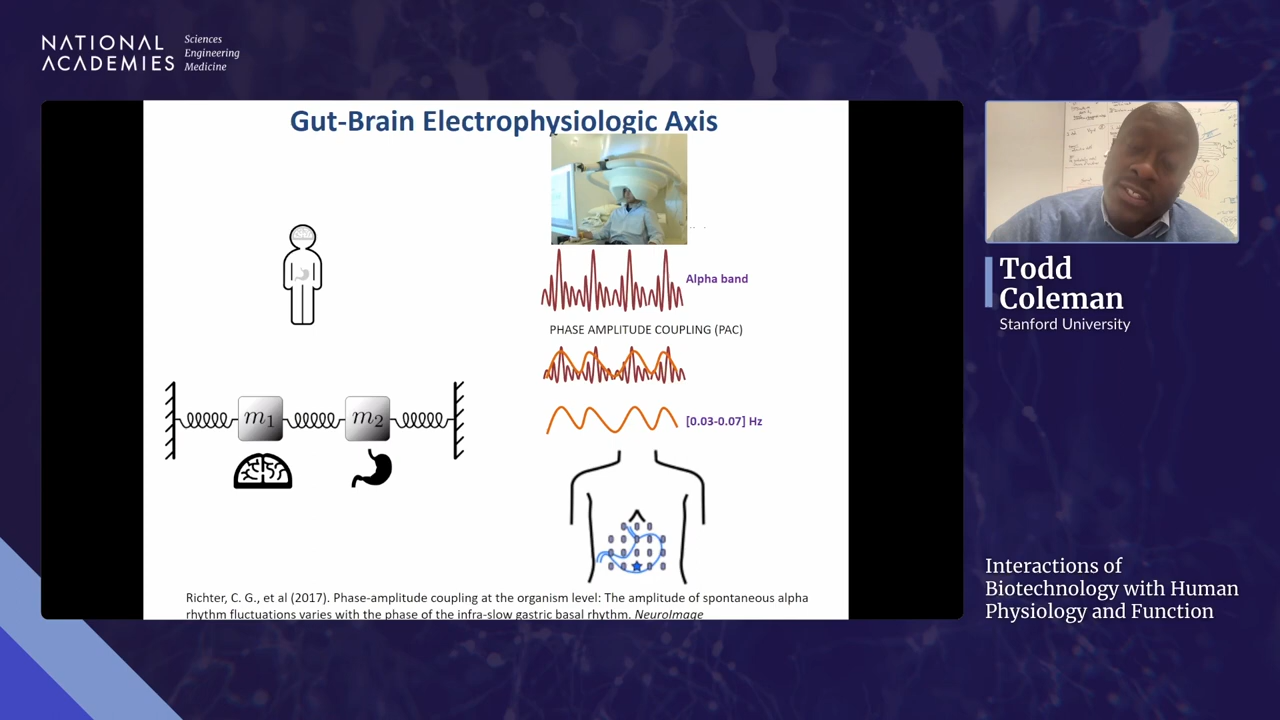 NATIONAL
ACADEMIES
Sciences
Engineering
Medicine
Gut-Brain Electrophysiologic Axis
Alpha band
PHASE AMPLITUDE COUPLING (PAC)
m1
m2
[0.03-0.07] Hz
Richter, C. G., et al (2017). Phase-amplitude coupling at the organism level: The amplitude of spontaneous alpha
rhythm fluctuations varies with the phase of the infra-slow gastric basal rhythm. NeuroImage
Todd
Coleman
Stanford University
Interactions of
Biotechnology with Human
Physiology and Function